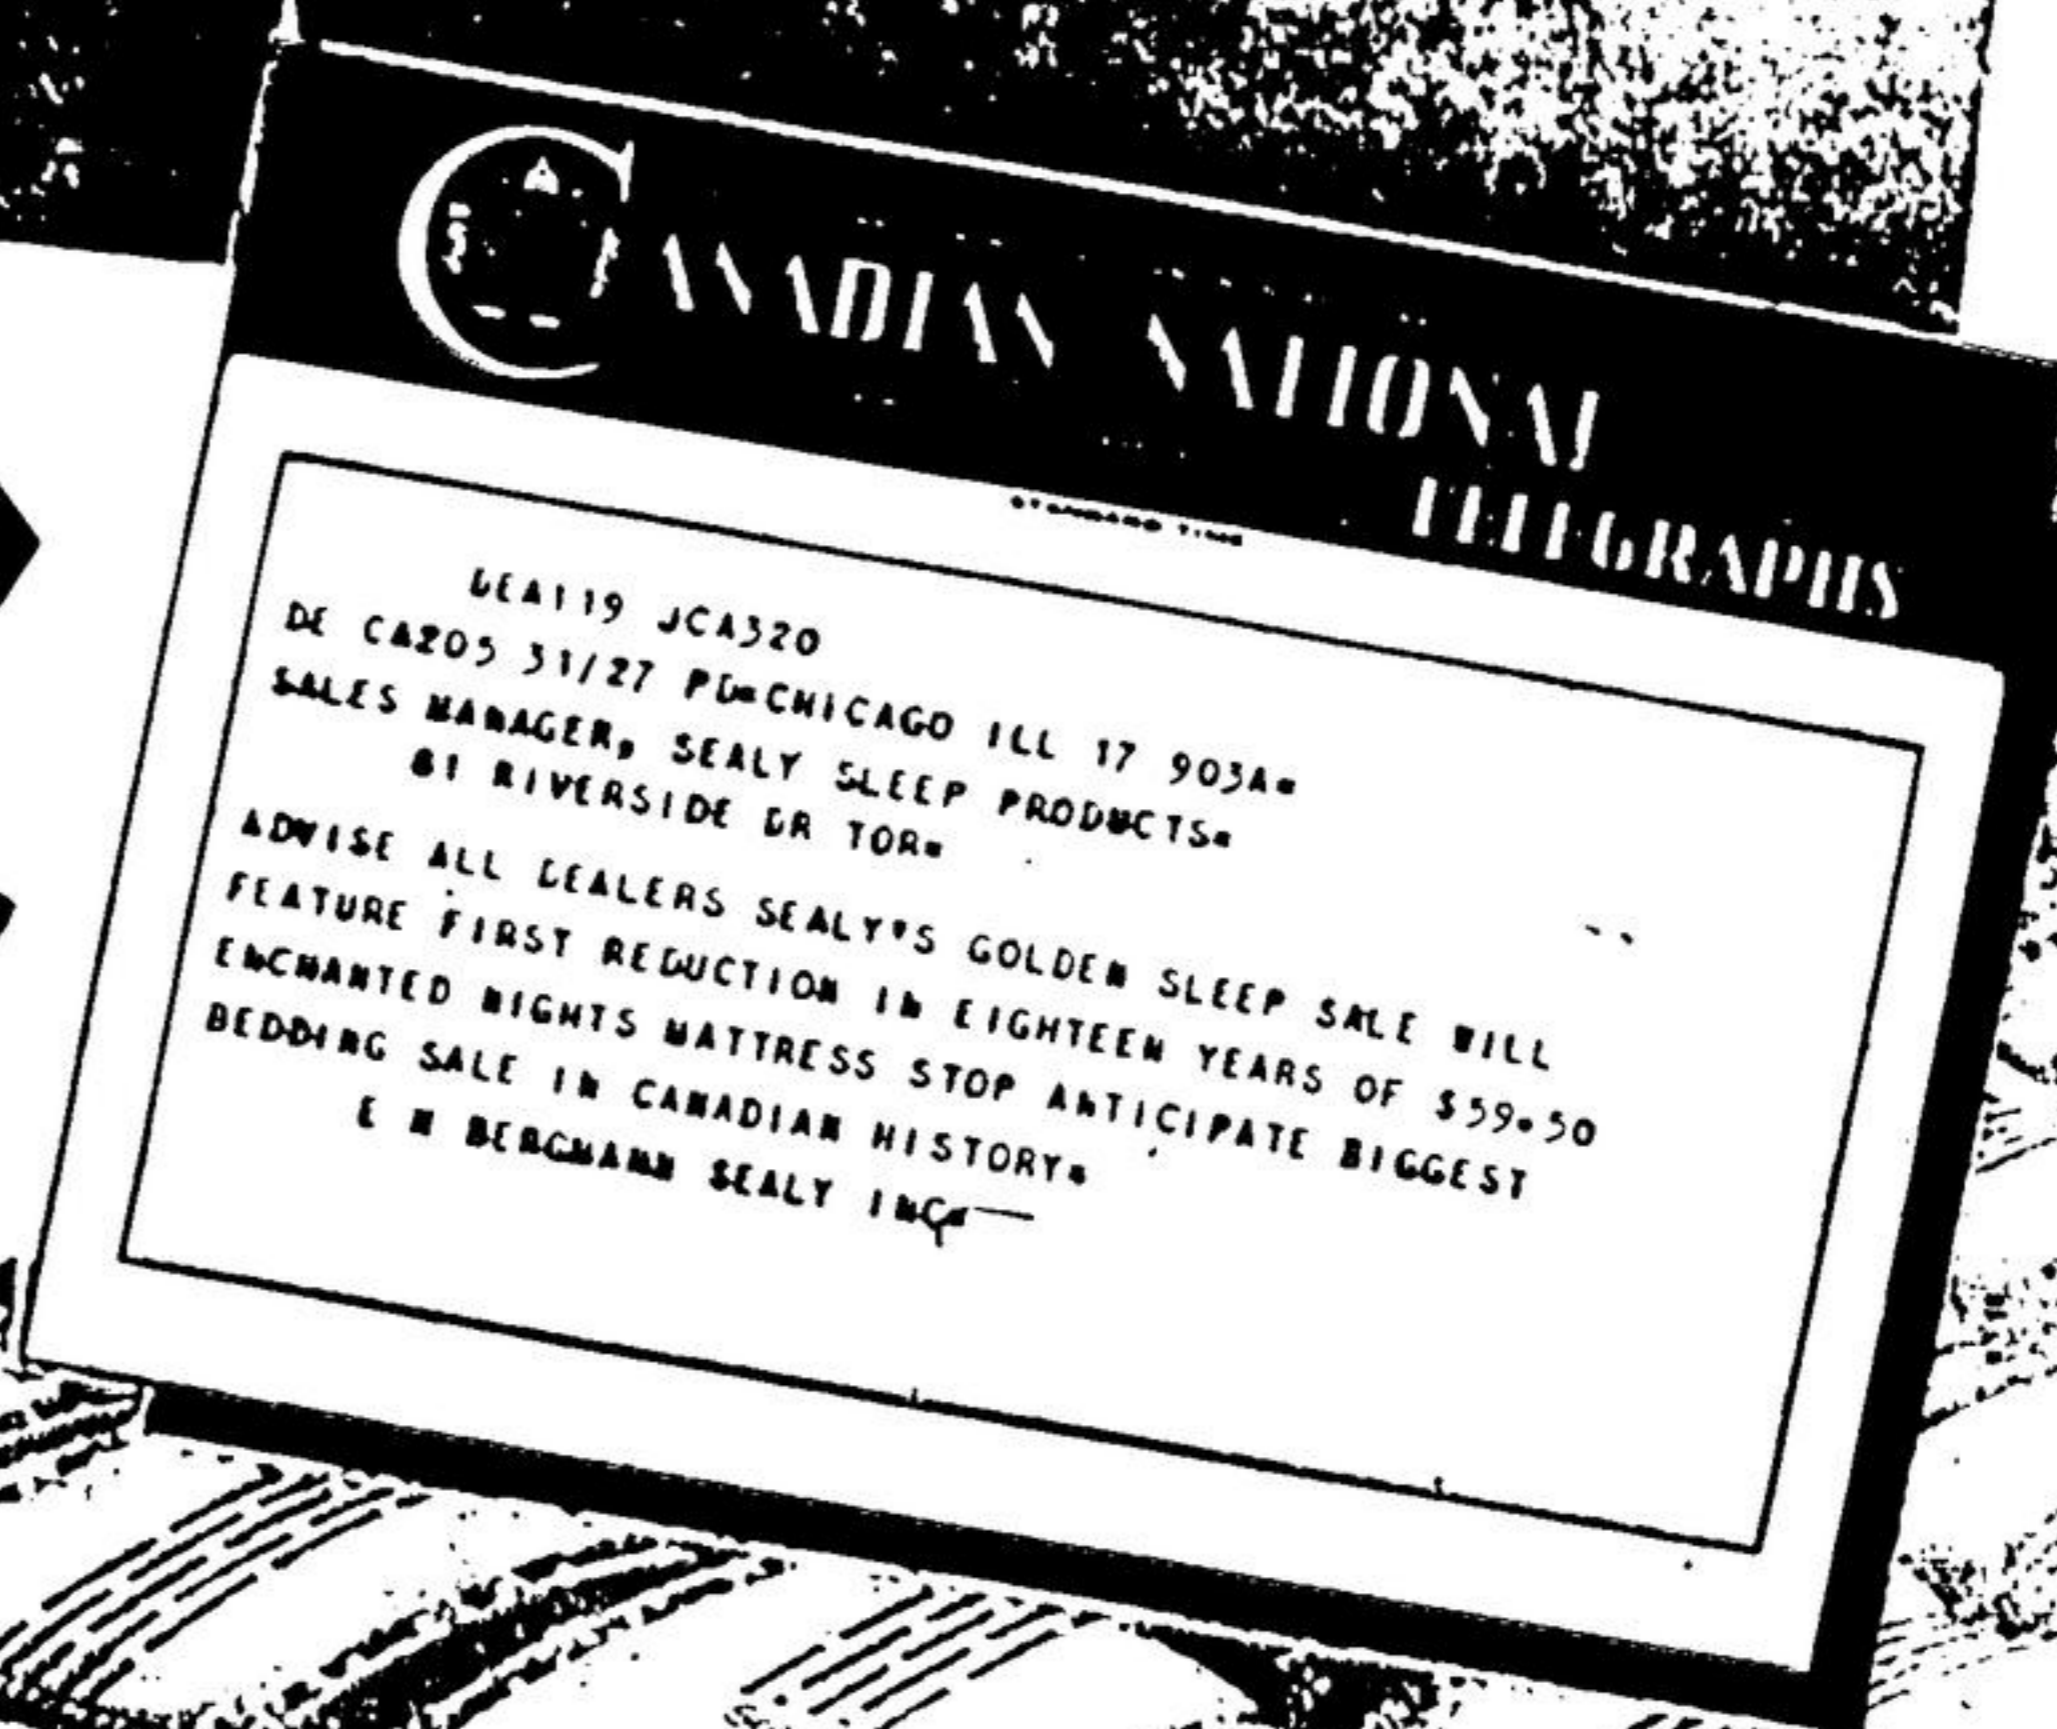 CANADIAN NATIONAL
TELEGRAPHS
STANDARD TIME
DEA119 JCA320
DE CA205 31/27 PD=CHICAGO ILL 17 903A=
SALES MANAGER, SEALY SLEEP PRODUCTS=
81 RIVERSIDE DR TOR=
ADVISE ALL DEALERS SEALY'S GOLDEN SLEEP SALE WILL
FEATURE FIRST REDUCTION IN EIGHTEEN YEARS OF $59.50
ENCHANTED NIGHTS MATTRESS STOP ANTICIPATE BIGGEST
BEDDING SALE IN CANADIAN HISTORY=
BERGMANN SEALY INC=